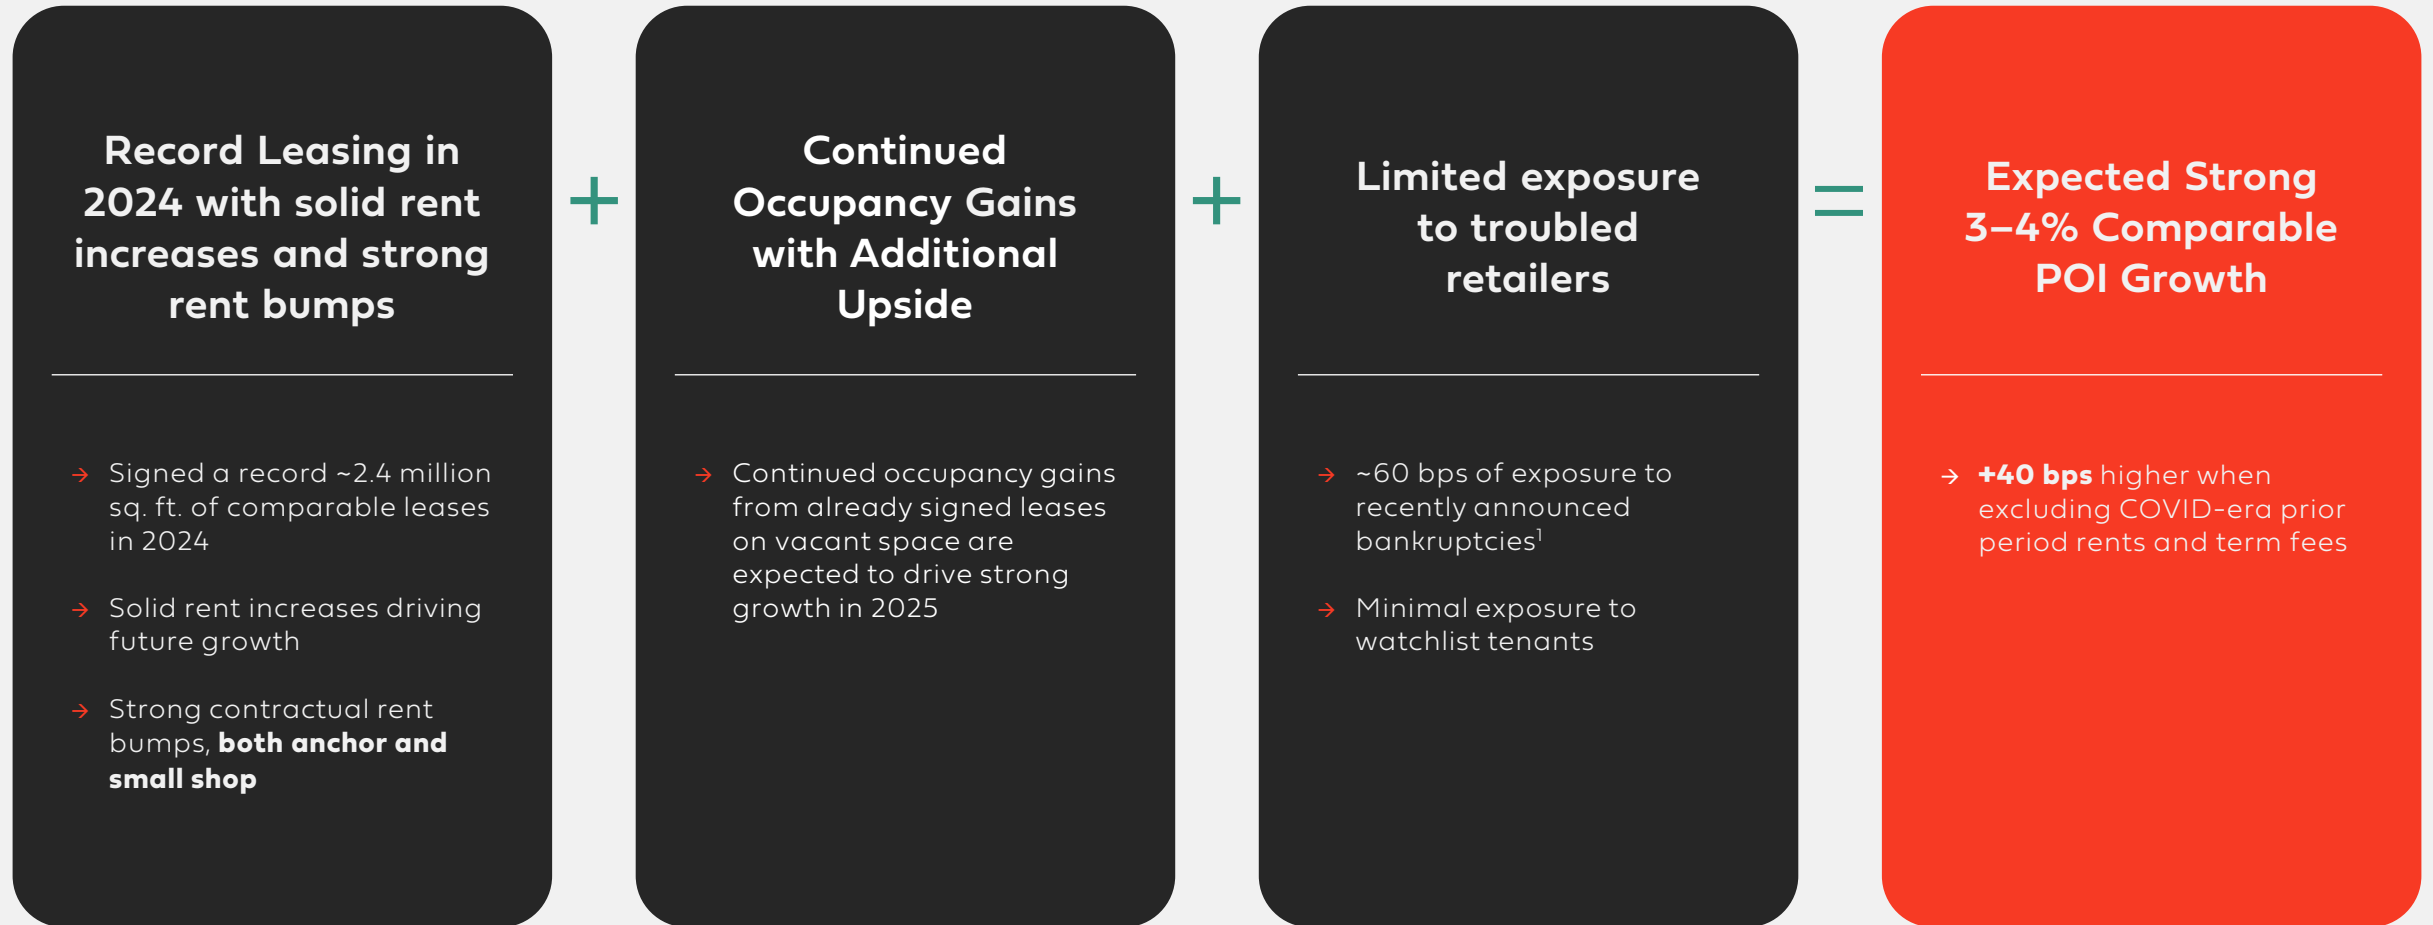 Record Leasing in
2024 with solid rent
increases and strong
rent bumps
→ Signed a record ~2.4 million
sq. ft. of comparable leases
in 2024
→ Solid rent increases driving
future growth
→ Strong contractual rent
bumps, both anchor and
small shop
+
Continued
Occupancy Gains
with Additional
Upside
→ Continued occupancy gains
from already signed leases
on vacant space are
expected to drive strong
growth in 2025
+
Limited exposure
to troubled
retailers
→ ~60 bps of exposure to
recently announced
bankruptcies¹
→ Minimal exposure to
watchlist tenants
=
Expected Strong
3–4% Comparable
POI Growth
→ +40 bps higher when
excluding COVID-era prior
period rents and term fees